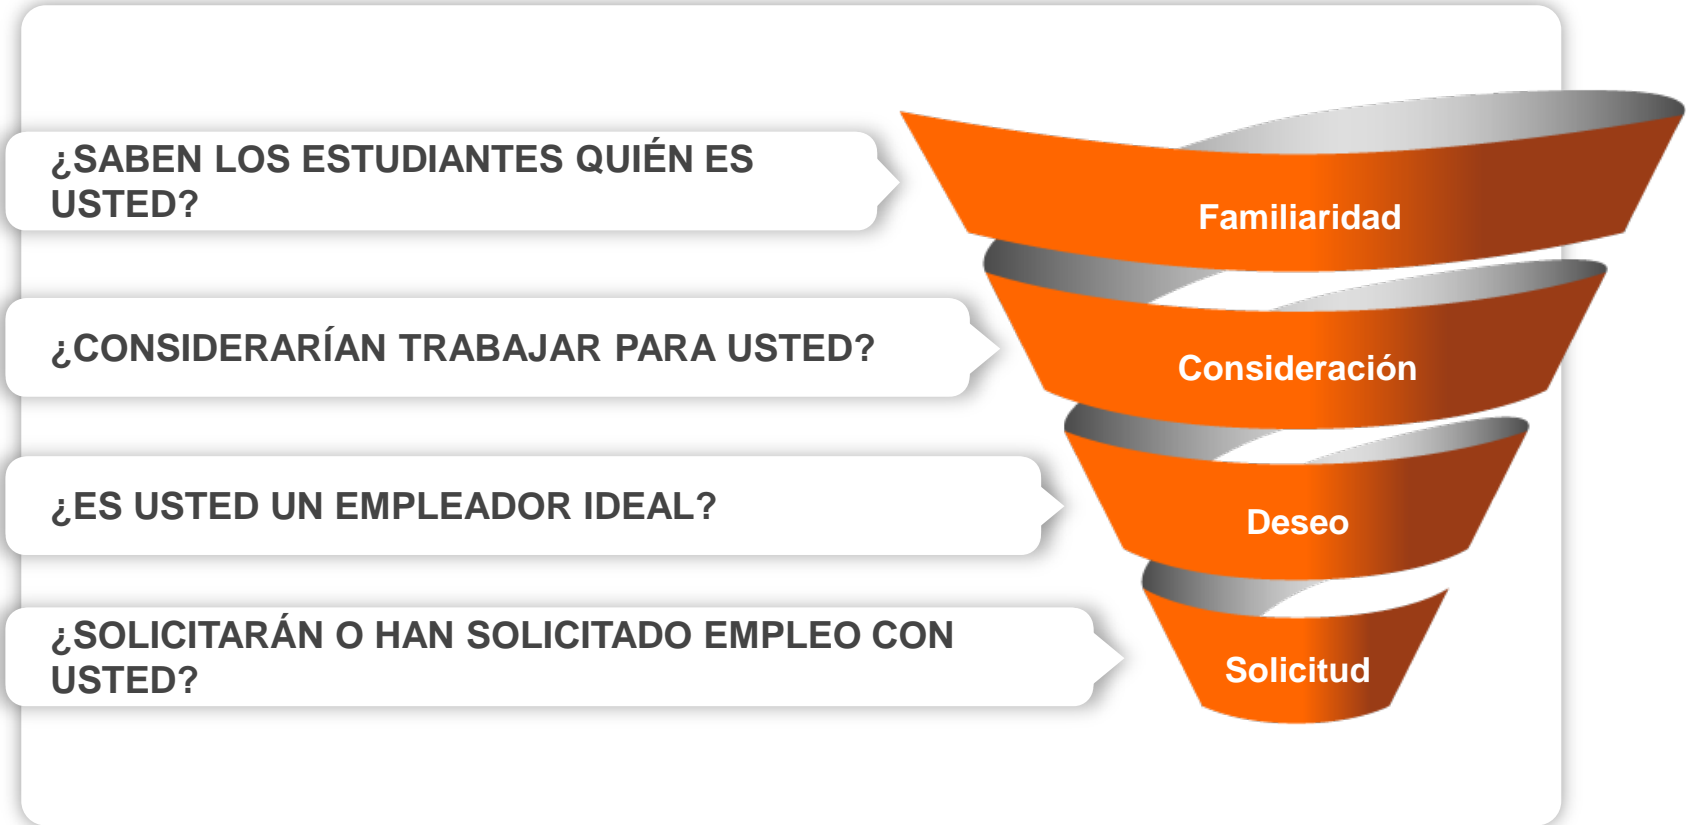 ¿SABEN LOS ESTUDIANTES QUIÉN ES
USTED?
Familiaridad
¿CONSIDERARÍAN TRABAJAR PARA USTED?
Consideración
¿ES USTED UN EMPLEADOR IDEAL?
Deseo
¿SOLICITARÁN O HAN SOLICITADO EMPLEO CON
USTED?
Solicitud